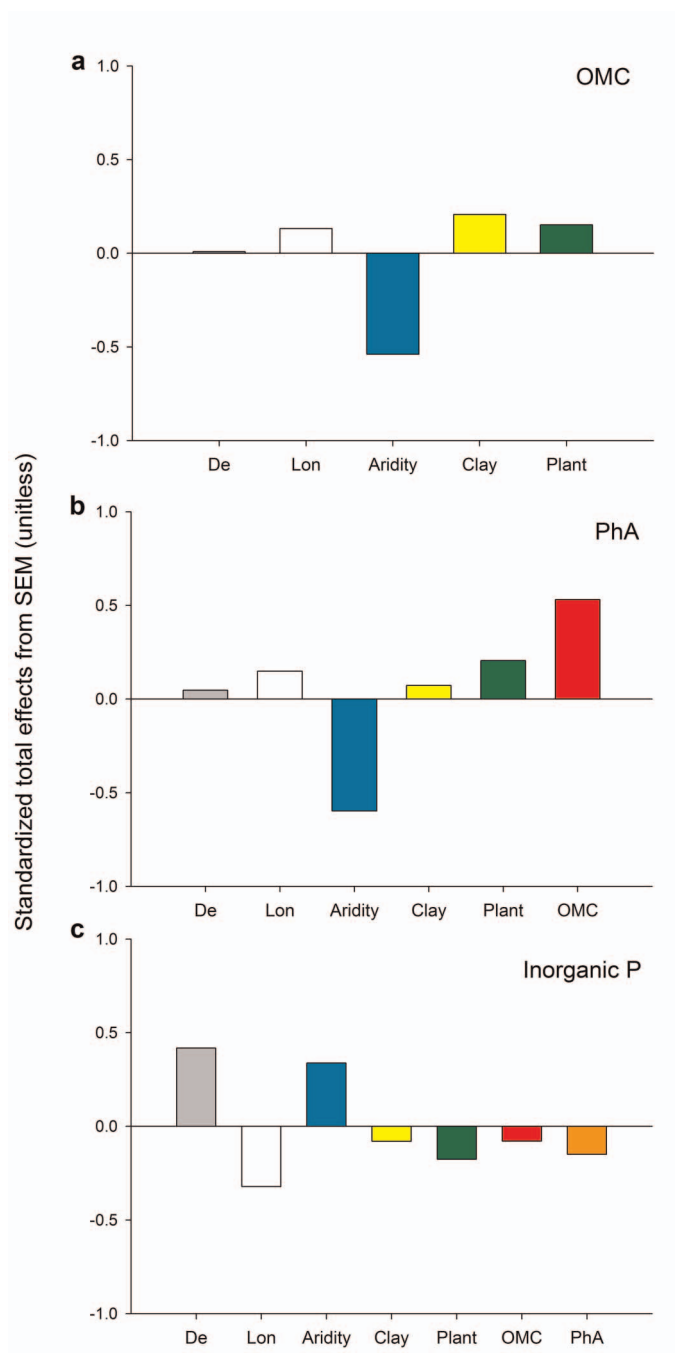 Standardized total effects from SEM (unitless)
a
OMC
1.0
0.5
0.0
-0.5
-1.0
De Lon Aridity Clay Plant
b
PhA
1.0
0.5
0.0
-0.5
-1.0
De Lon Aridity Clay Plant OMC
c
Inorganic P
1.0
0.5
0.0
-0.5
-1.0
De Lon Aridity Clay Plant OMC PhA